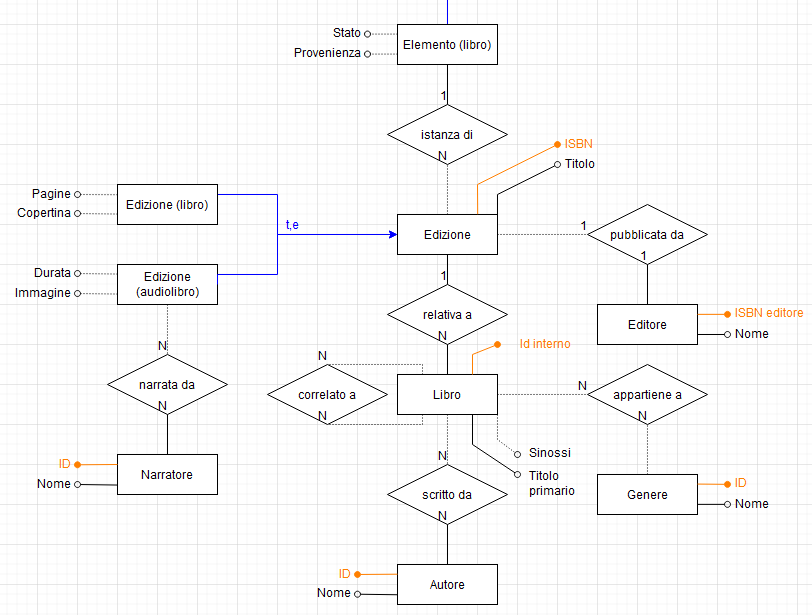 Stato
Elemento (libro)
Provenienza
1
istanza di
N
ISBN
Titolo
Pagine
Edizione (libro)
Copertina
t,e
Edizione
1
pubblicata da
1
Durata
Edizione
(audiolibro)
Immagine
1
relativa a
N
ISBN editore
Editore
Nome
Id interno
N
narrata da
N
N
correlato a
N
Libro
N
appartiene a
N
Sinossi
Titolo
primario
ID
Narratore
Nome
N
scritto da
N
ID
Genere
Nome
ID
Autore
Nome